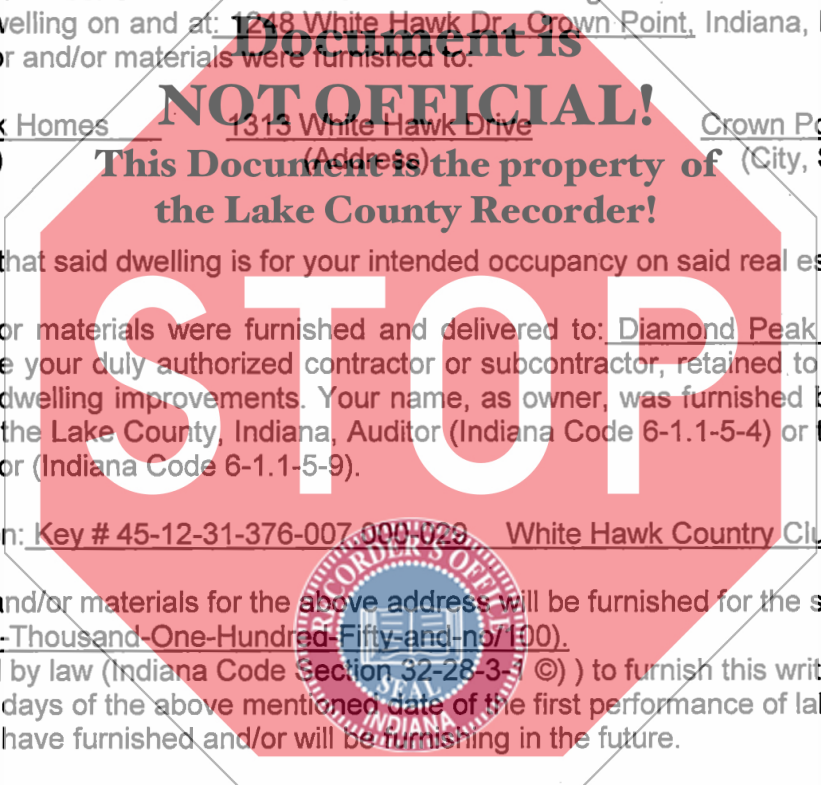 welling on and at: 1248 White Hawk Dr Crown Point, Indiana,
Document is
r and/or materials were furnished to:
NOT OFFICIAL!
k Homes 1313 White Hawk Drive Crown Po
This Document is the property of
(Address) (City,
the Lake County Recorder!
that said dwelling is for your intended occupancy on said real es
STOP
or materials were furnished and delivered to: Diamond Peak
e your duly authorized contractor or subcontractor, retained to
dwelling improvements. Your name, as owner, was furnished b
the Lake County, Indiana, Auditor (Indiana Code 6-1.1-5-4) or t
or (Indiana Code 6-1.1-5-9).
n: Key # 45-12-31-376-007.000-029 White Hawk Country Clu
and/or materials for the above address will be furnished for the s
-Thousand-One-Hundred-Fifty-and-no/100).
by law (Indiana Code Section 32-28-3-1 ©) ) to furnish this writ
days of the above mentioned date of the first performance of la
have furnished and/or will be furnishing in the future.
RECORDER'S OFFICE
SEAL
INDIANA